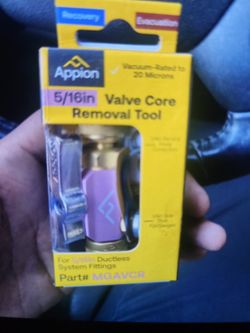 Recovery
Evacuation
Appion
✓ Vacuum-Rated to
20 Microns
5/16in Valve Core
Removal Tool
APPION
For 5/16in Ductless
System Fittings
Part# MGAVCR